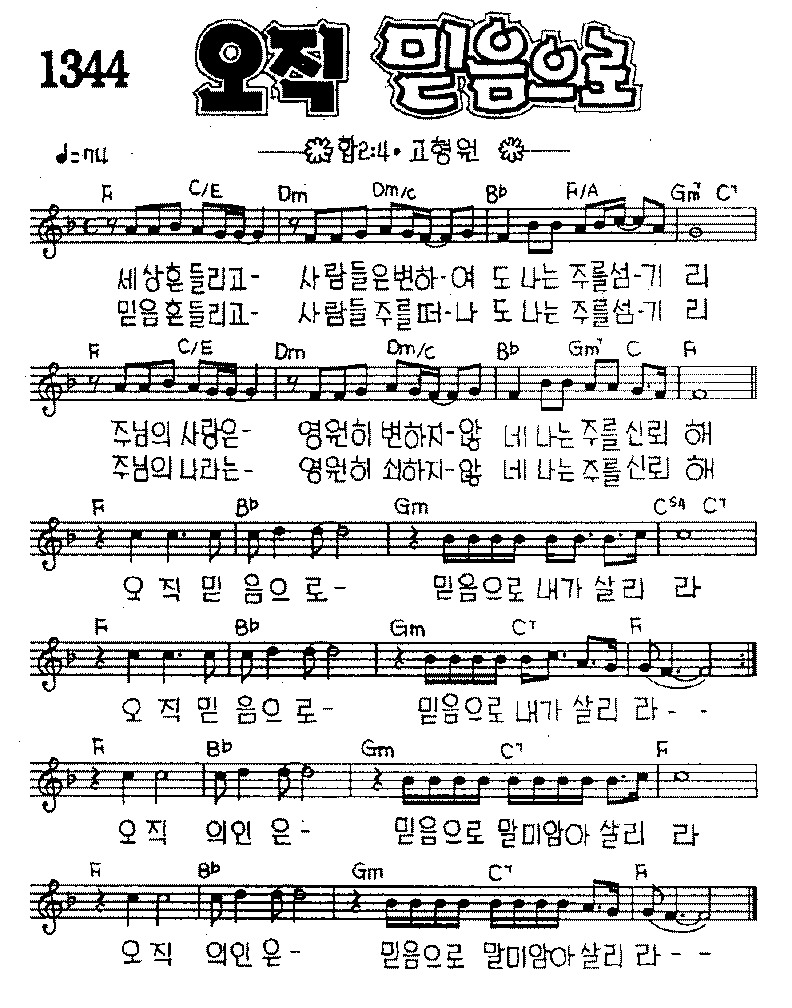 1344 오직 믿음으로
♩=74 합2:4 · 고형원
F C/E Dm Dm/C Bb F/A Gm7 C7
세상흔들리고- 사람들은변하-여 도 나는 주를섬-기 리
믿음흔들리고- 사람들 주를떠-나 도 나는 주를섬-기 리
F C/E Dm Dm/C Bb Gm7 C F
주님의 사랑은- 영원히 변하지-않 네 나는 주를신뢰 해
주님의 나라는- 영원히 쇠하지-않 네 나는 주를신뢰 해
F Bb Gm Csus4 C7
오 직 믿 음으 로- 믿음으로 내가 살리 라
F Bb Gm C7 F
오 직 믿 음으 로- 믿음으로 내가 살리 라- -
F Bb Gm C7 F
오직 의인 은- 믿음으로 말미암아 살리 라
F Bb Gm C7 F
오직 의인 은- 믿음으로 말미암아살리 라- -